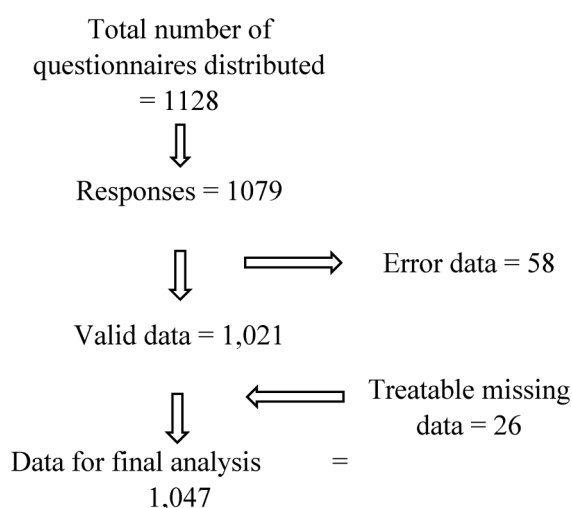 Total number of
questionnaires distributed
= 1128
Responses = 1079
Error data = 58
Valid data = 1,021
Treatable missing
data = 26
Data for final analysis =
1,047